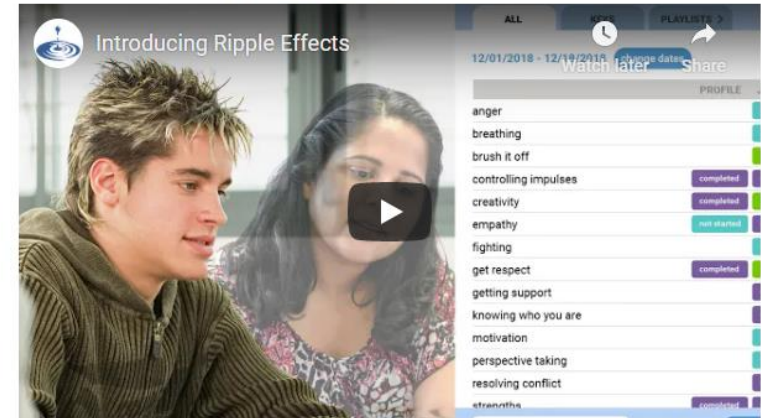 Introducing Ripple Effects
ALL KEYS PLAYLISTS >
12/01/2018 - 12/19/2018 change dates
Watch later Share
PROFILE
anger
breathing
brush it off
controlling impulses completed
creativity completed
empathy not started
fighting
get respect completed
getting support
knowing who you are
motivation
perspective taking
resolving conflict
strengths completed